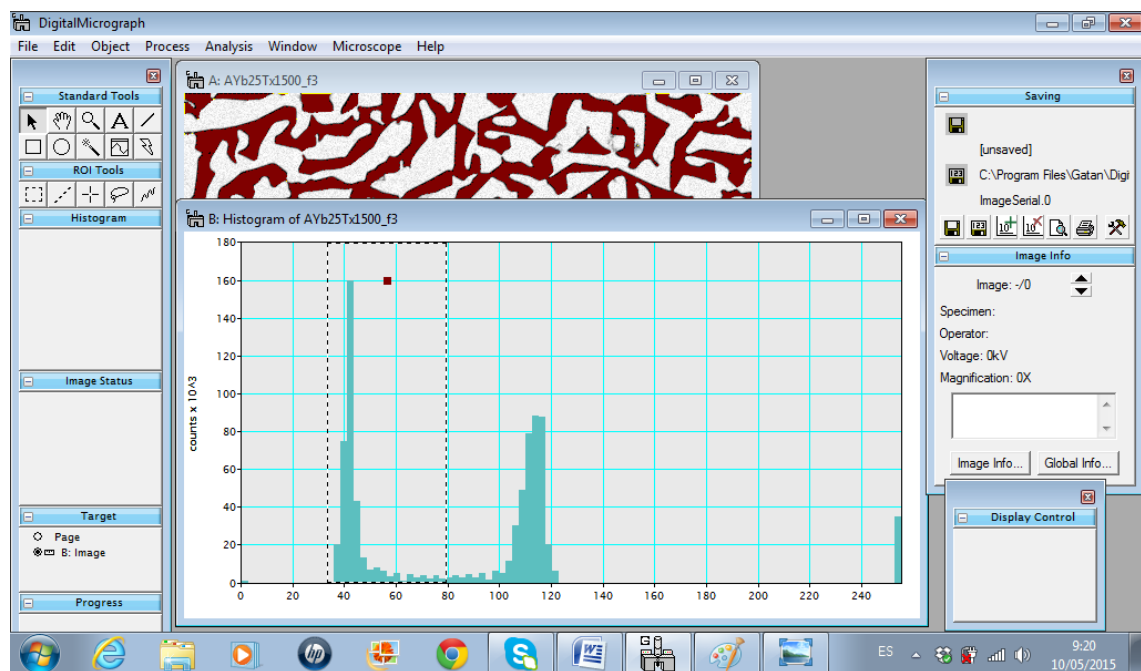 DigitalMicrograph
File Edit Object Process Analysis Window Microscope Help
Standard Tools
A
ROI Tools
Histogram
Image Status
Target
Page
B: Image
Progress
A: AYb25Tx1500_f3
B: Histogram of AYb25Tx1500_f3
180
160
140
120
100
80
60
40
20
0
counts x 10^3
0 20 40 60 80 100 120 140 160 180 200 220 240
Saving
[unsaved]
123
C:\Program Files\Gatan\Digi
ImageSerial.0
123
Image Info
Image: -/0
Specimen:
Operator:
Voltage: 0kV
Magnification: 0X
Image Info... Global Info...
Display Control
hp
S
W
G
ES
9:20
10/05/2015